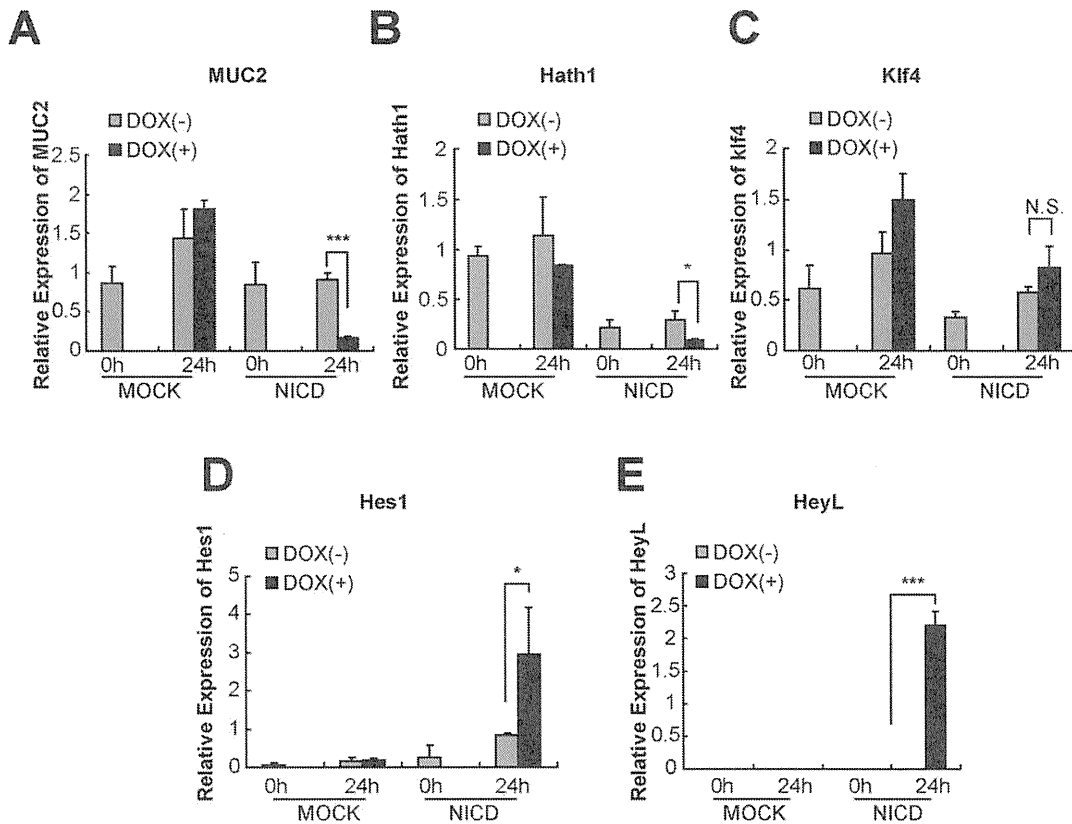 A
MUC2
Relative Expression of MUC2
DOX(-)
DOX(+)
2.5
2
1.5
1
0.5
0
***
0h
24h
0h
24h
MOCK
NICD
B
Hath1
Relative Expression of Hath1
DOX(-)
DOX(+)
2
1.5
1
0.5
0
*
0h
24h
0h
24h
MOCK
NICD
C
Klf4
Relative Expression of klf4
DOX(-)
DOX(+)
2
1.5
1
0.5
0
N.S.
0h
24h
0h
24h
MOCK
NICD
D
Hes1
Relative Expression of Hes1
DOX(-)
DOX(+)
5
4
3
2
1
0
*
0h
24h
0h
24h
MOCK
NICD
E
HeyL
Relative Expression of HeyL
DOX(-)
DOX(+)
3
2.5
2
1.5
1
0.5
0
***
0h
24h
0h
24h
MOCK
NICD